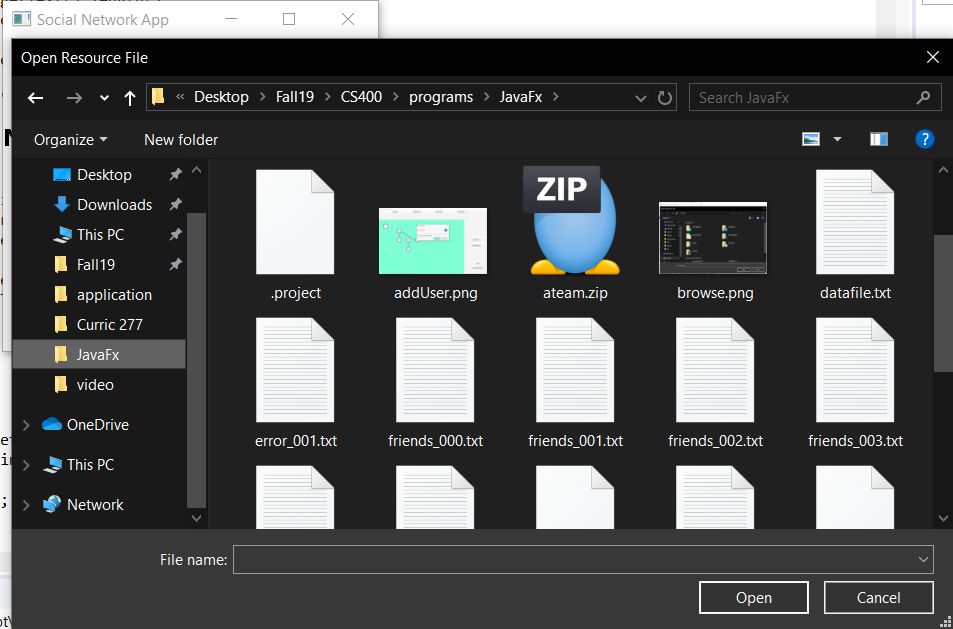 Social Network App
Open Resource File
« Desktop > Fall19 > CS400 > programs > JavaFx >
Search JavaFx
Organize
New folder
?
Desktop
Downloads
This PC
Fall19
application
Curric 277
JavaFx
video
OneDrive
This PC
Network
ZIP
.project
addUser.png
ateam.zip
browse.png
datafile.txt
error_001.txt
friends_000.txt
friends_001.txt
friends_002.txt
friends_003.txt
File name:
Open
Cancel